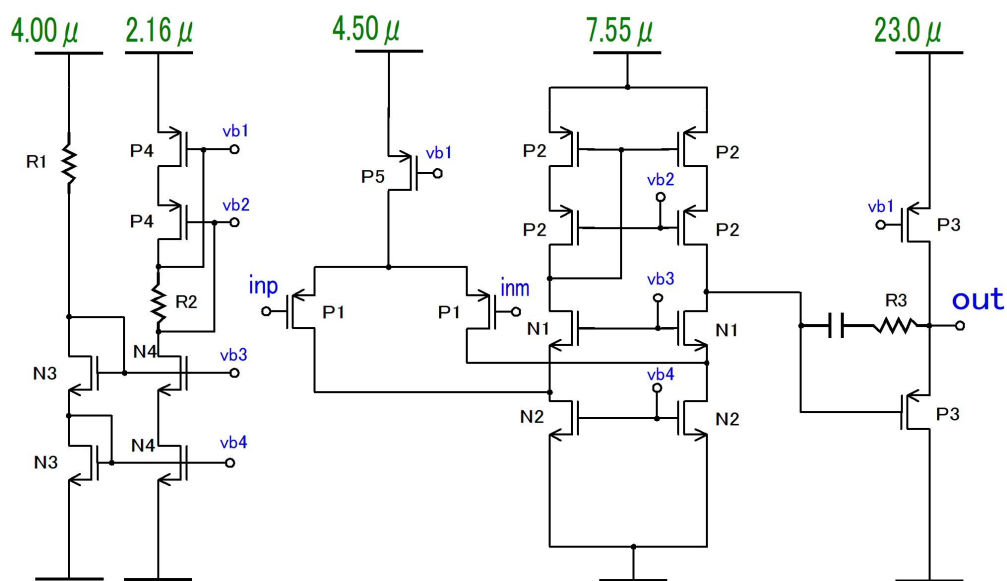 4.00μ 2.16μ 4.50μ 7.55μ 23.0μ
vb1
P4
P2 P2
R1
P5 vb1
vb2
vb2
vb1
P4
P2 P2
P3
inp inm
R2
vb3
P1 P1
R3 out
N1 N1
N4
vb3
N3
vb4
P3
N2 N2
N4 vb4
N3